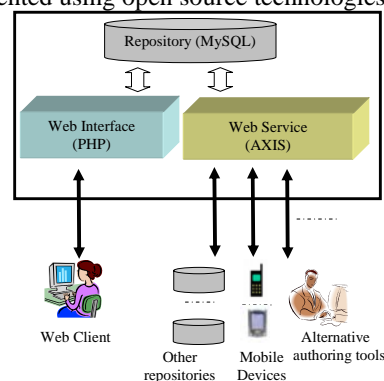 ented using open source technologies
Repository (MySQL)
Web Interface
(PHP)
Web Service
(AXIS)
Web Client
Other
repositories
Mobile
Devices
Alternative
authoring tools